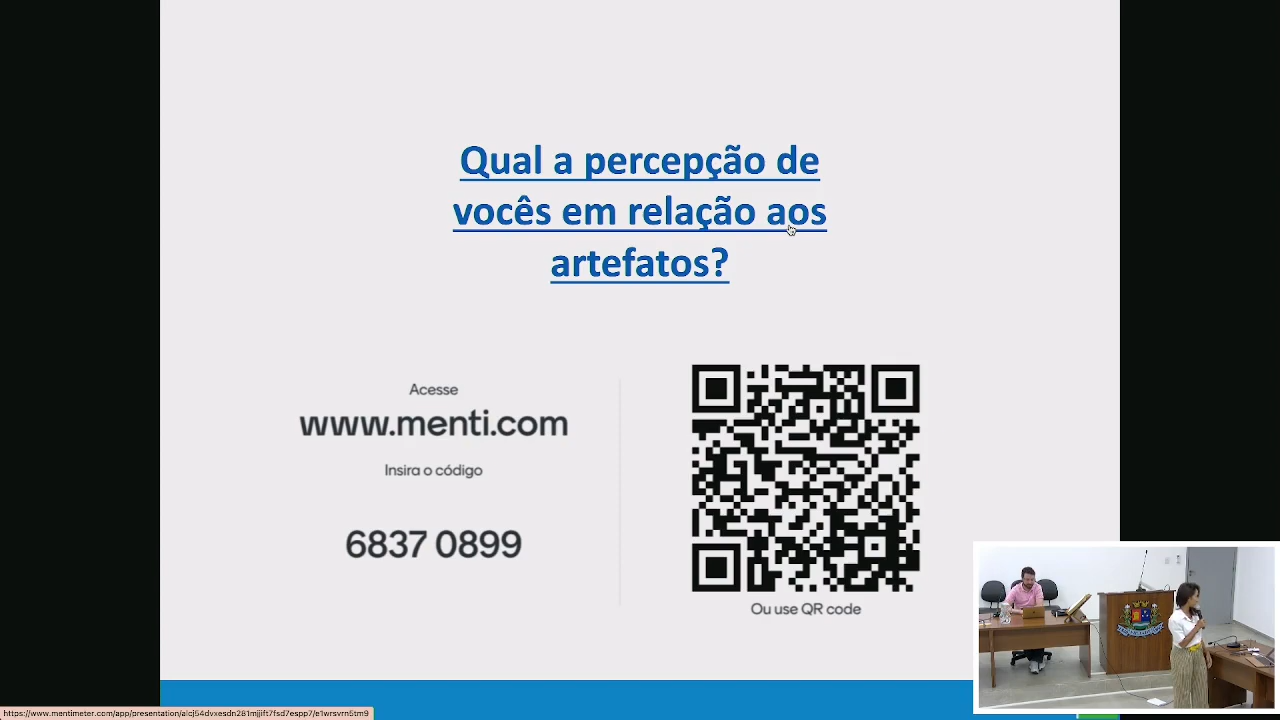 Qual a percepção de
vocês em relação aos
artefatos?
Acesse
www.menti.com
Insira o código
6837 0899
Ou use QR code